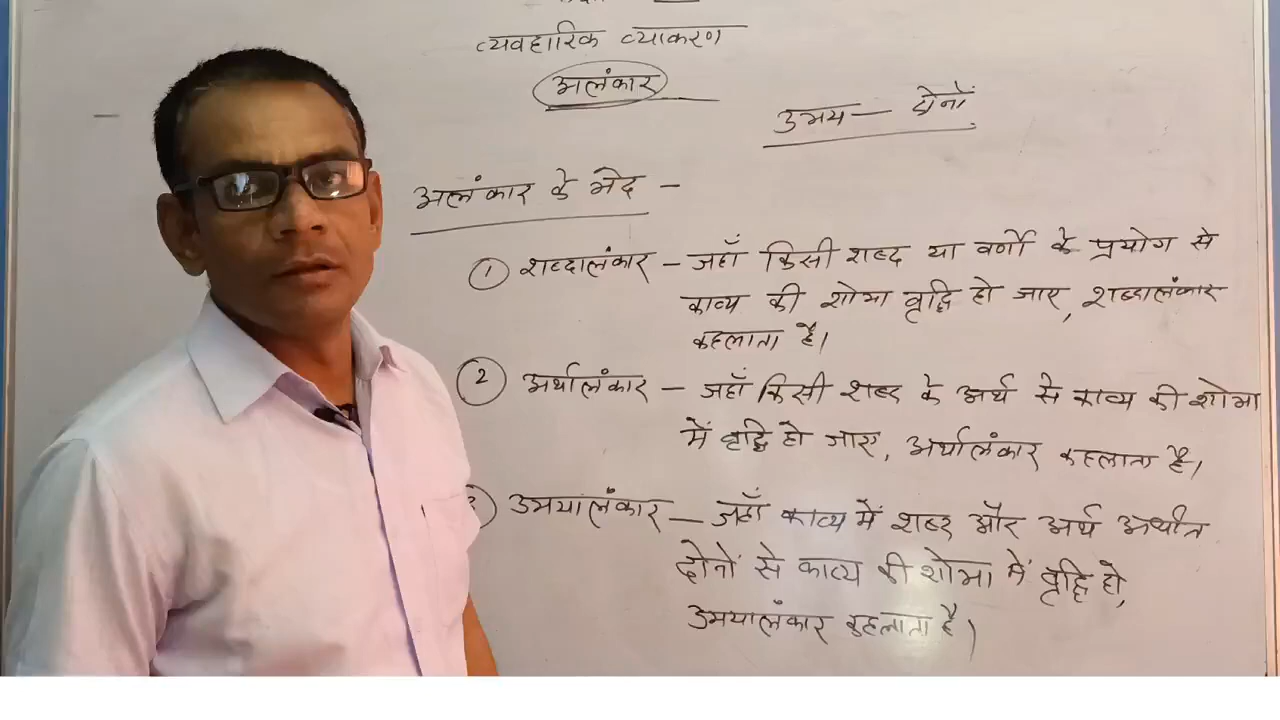 व्यवहारिक व्याकरण
अलंकार
उभय — दोनों
अलंकार के भेद –
① शब्दालंकार – जहाँ किसी शब्द या वर्णो के प्रयोग से
काव्य की शोभा वृद्धि हो जाए, शब्दालंकार
कहलाता है।
② अर्थालंकार – जहाँ किसी शब्द के अर्थ से काव्य की शोभा
में वृद्धि हो जाए, अर्थालंकार कहलाता है।
उभयालंकार – जहाँ काव्य में शब्द और अर्थ अर्थात
दोनों से काव्य की शोभा में वृद्धि हो,
उभयालंकार कहलाता है।